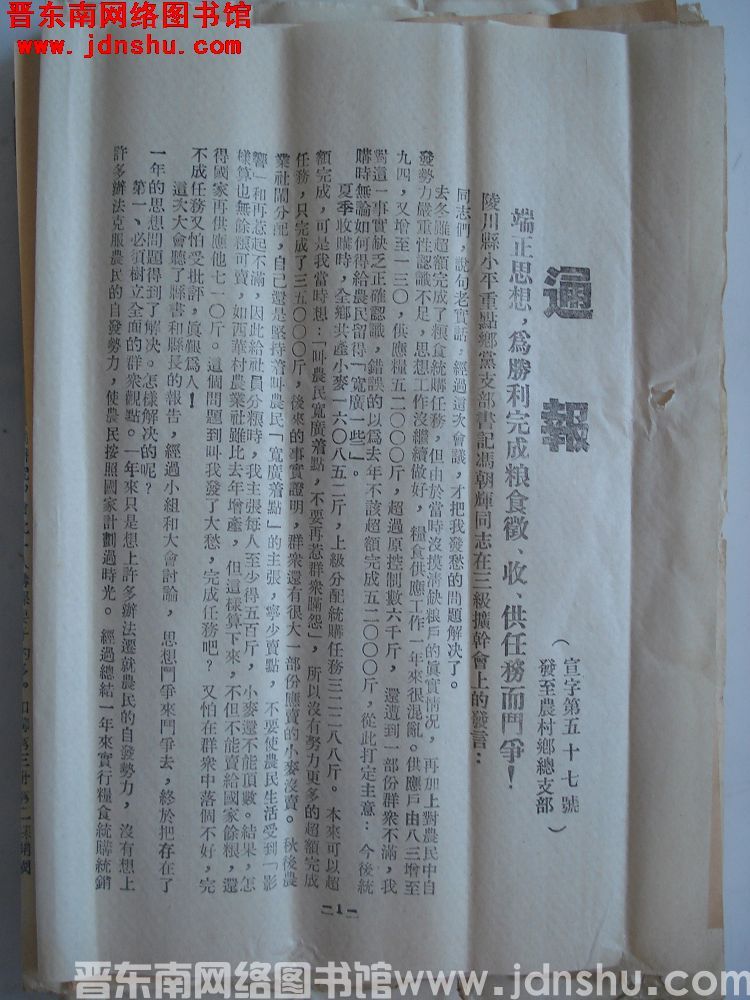 晋东南网络图书馆
www.jdnshu.com
通報
(宣字第五十七號
發至農村鄉總支部)
端正思想，為勝利完成粮食徵、收、供任務而鬥爭！
陵川縣小平重點鄉黨支部書記馮朝輝同志在三級擴幹會上的發言：
同志們，說句老實話，經過這次會議，才把我發愁的問題解決了。
去冬雖超額完成了粮食統購任務，但由於當時沒摸清缺粮戶的眞實情況，再加上對農民中自
發勢力嚴重性認識不足，思想工作沒繼續做好，糧食供應工作一年來很混亂。供應戶由八三增至
九四，又增至一三〇，供應糧五二〇〇〇斤，超過原控制數六千斤，還遭到一部份群衆不滿，我
對這一事實缺乏正確認識，錯誤的以爲去年不該超額完成五二〇〇〇斤，從此打定主意：今後統
購時無論如何得給農民留得「寬廣一些」。
夏季收購時，全鄉共產小麥一六〇八五二斤，上級分配統購任務三二二八八斤。本來可以超
額完成，可是我當時想：「叫農民寬廣着點，不要再惹群衆瞞怨」，所以沒有努力更多的超額完成
任務，只完成了三五〇〇〇斤，後來的事實證明，群衆還有很大一部份應賣的小麥沒賣。秋後農
業社鬧分配，自己還是堅持着叫農民「寬廣着點」的主張，寧少賣點，不要使農民生活受到「影
響」和再惹起不滿，因此給社員分粮時，我主張每人至少得五百斤，小麥還不能頂數。結果，怎
樣算也無餘粮可賣，如西華村農業社雖比去年增產，但這樣算下來，不但不能賣給國家餘粮，還
得國家再供應他七一〇斤。這個問題到叫我發了大愁，完成任務吧？又怕在群衆中落個不好，完
不成任務又怕受批評，眞艱爲人！
這次大會聽了縣書和縣長的報告，經過小組和大會討論，思想鬥爭來鬥爭去，終於把存在了
一年的思想問題得到了解決。怎樣解決的呢？
第一、必須樹立全面的群衆觀點。一年來只是想上許多辦法遷就農民的自發勢力，沒有想上
許多辦法克服農民的自發勢力，使農民按照國家計劃過時光。經過總結一年來實行糧食統購統銷
—1—
晋东南网络图书馆www.jdnshu.com